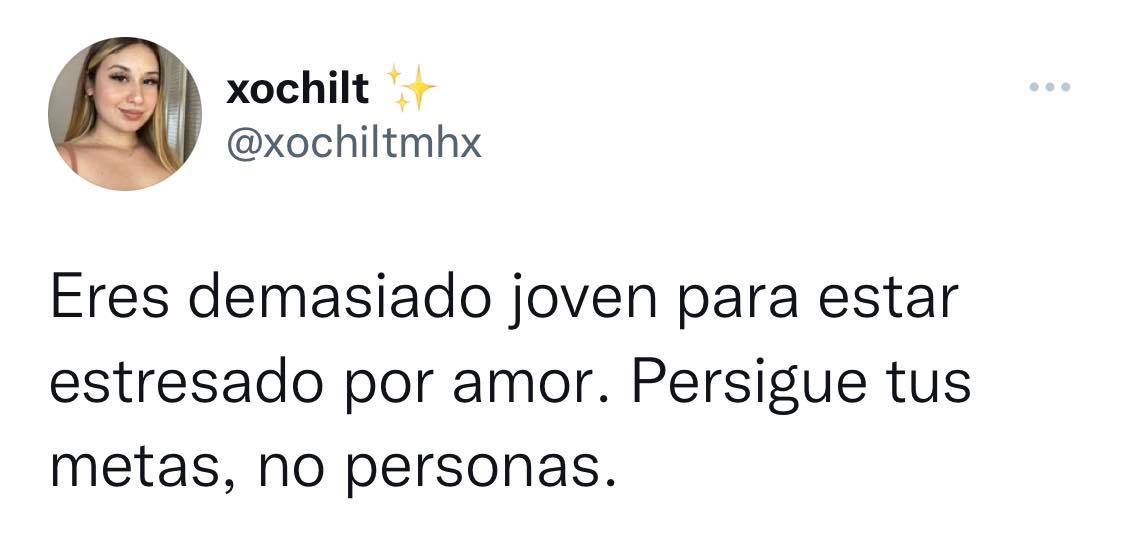 xochilt ✨
@xochiltmhx
Eres demasiado joven para estar
estresado por amor. Persigue tus
metas, no personas.